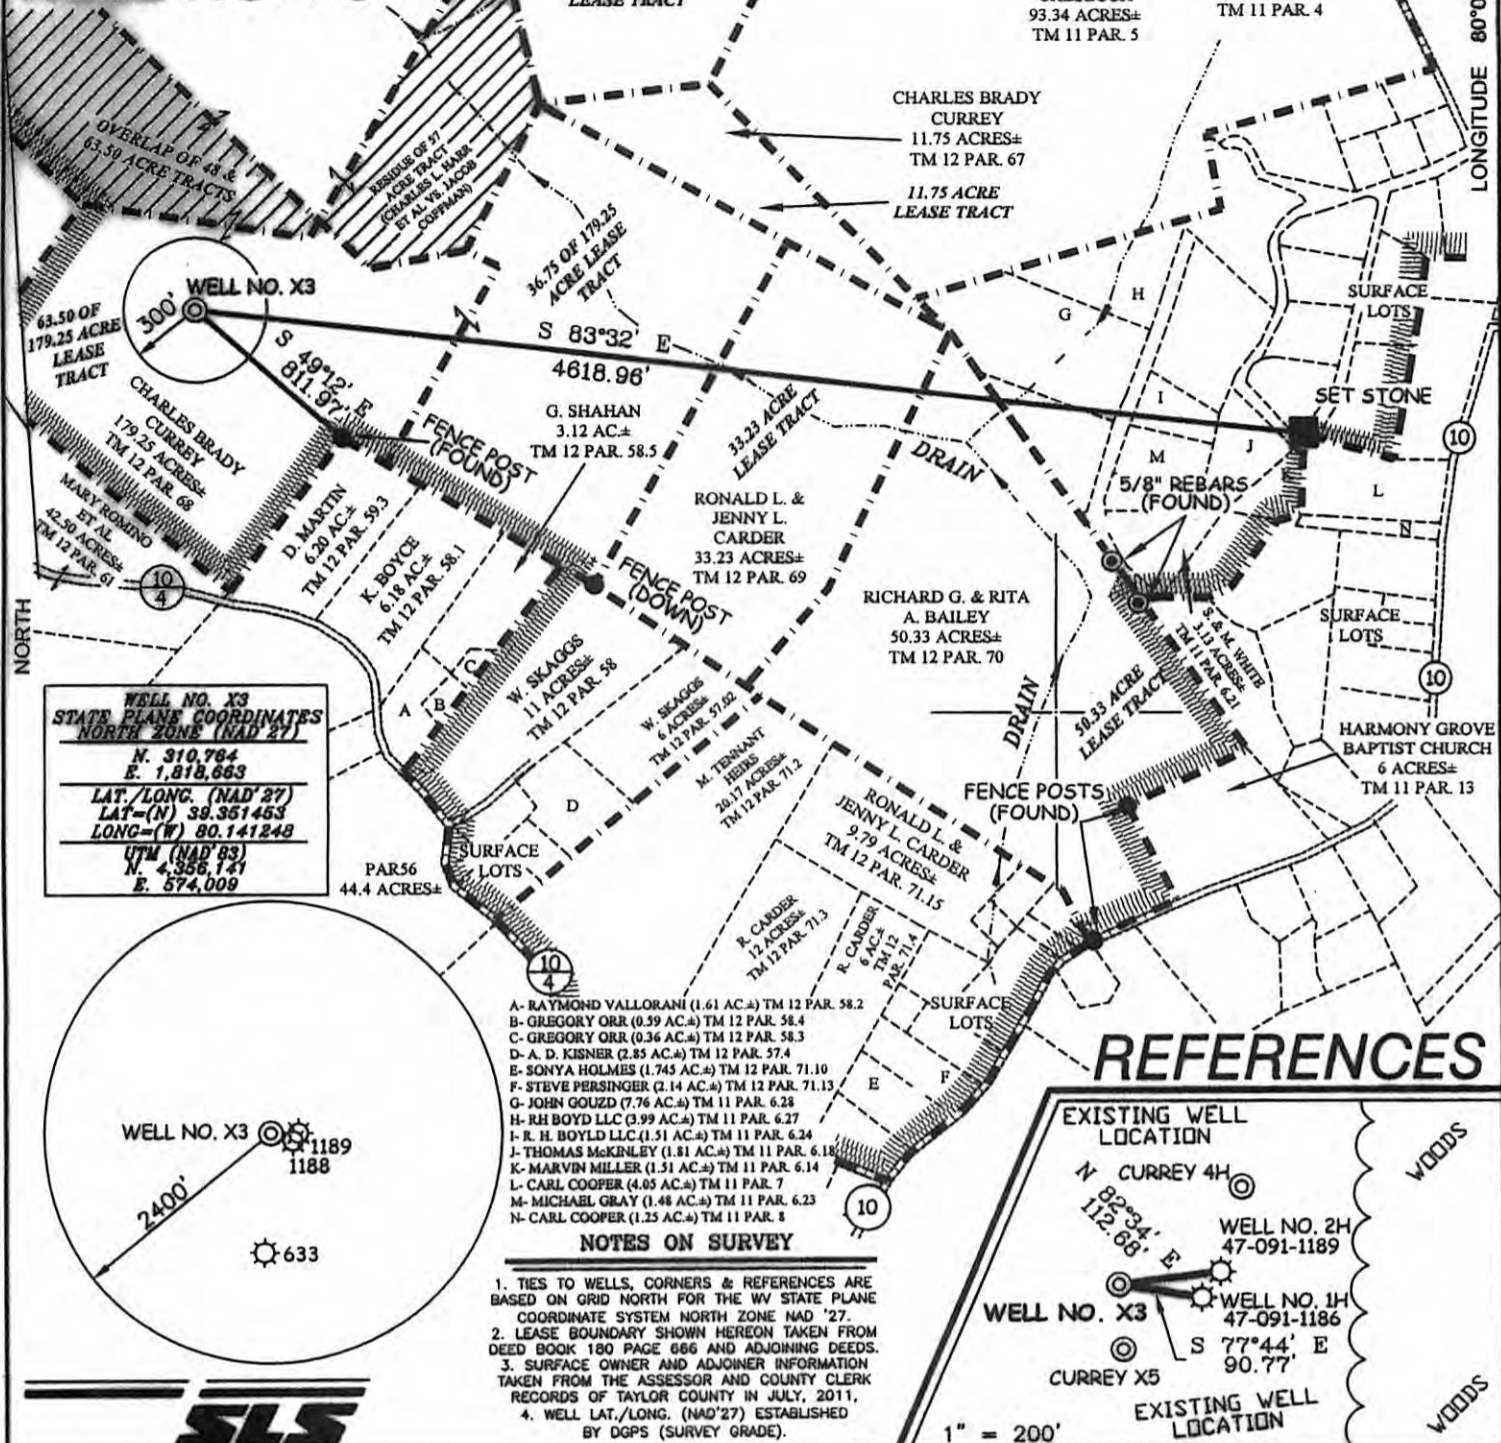 LEASE TRACT
93.34 ACRES±
TM 11 PAR. 5
TM 11 PAR. 4
LONGITUDE 80°0
CHARLES BRADY
CURREY
11.75 ACRES±
TM 12 PAR. 67
11.75 ACRE
LEASE TRACT
OVERLAP OF 48 &
63.50 ACRE TRACTS
RESIDUE OF 57
ACRE TRACT
(CHARLES L. HARR
ET AL VS. JACOB
COFFMAN)
36.75 OF 179.25
ACRE LEASE
TRACT
WELL NO. X3
300'
63.50 OF
179.25 ACRE
LEASE
TRACT
S 83°32' E
4618.96'
S 49°12' E
811.97'
CHARLES BRADY
CURREY
179.25 ACRES±
TM 12 PAR. 68
FENCE POST
(FOUND)
G. SHAHAN
3.12 AC.±
TM 12 PAR. 58.5
33.23 ACRE
LEASE TRACT
DRAIN
G
H
I
M
J
SURFACE
LOTS
SET STONE
10
5/8" REBARS
(FOUND)
L
N
MARY ROMINO
ET AL
42.50 ACRES±
TM 12 PAR. 61
D. MARTIN
6.20 AC.±
TM 12 PAR. 59.3
K. BOYCE
6.18 AC.±
TM 12 PAR. 58.1
RONALD L. &
JENNY L.
CARDER
33.23 ACRES±
TM 12 PAR. 69
FENCE POST
(DOWN)
RICHARD G. & RITA
A. BAILEY
50.33 ACRES±
TM 12 PAR. 70
S. & M. WHITE
3.13 ACRES±
TM 11 PAR. 6.21
SURFACE
LOTS
10
10
4
NORTH
W. SKAGGS
11 ACRES±
TM 12 PAR. 58
A
B
C
W. SKAGGS
6 ACRES±
TM 12 PAR. 57.02
M. TENNANT
HEIRS
20.17 ACRES±
TM 12 PAR. 71.2
DRAIN
50.33 ACRE
LEASE TRACT
HARMONY GROVE
BAPTIST CHURCH
6 ACRES±
TM 11 PAR. 13
WELL NO. X3
STATE PLANE COORDINATES
NORTH ZONE (NAD'27)
N. 310,764
E. 1,818,663
LAT./LONG. (NAD'27)
LAT=(N) 39.351453
LONG=(W) 80.141248
UTM (NAD'83)
N. 4,356,141
E. 574,009
D
FENCE POSTS
(FOUND)
RONALD L. &
JENNY L. CARDER
9.79 ACRES±
TM 12 PAR. 71.15
SURFACE
LOTS
PAR56
44.4 ACRES±
R. CARDER
12 ACRES±
TM 12 PAR. 71.3
R. CARDER
6 AC.±
TM 12
PAR. 71.4
10
4
SURFACE
LOTS
E
F
A- RAYMOND VALLORANI (1.61 AC.±) TM 12 PAR. 58.2
B- GREGORY ORR (0.59 AC.±) TM 12 PAR. 58.4
C- GREGORY ORR (0.36 AC.±) TM 12 PAR. 58.3
D- A. D. KISNER (2.85 AC.±) TM 12 PAR. 57.4
E- SONYA HOLMES (1.745 AC.±) TM 12 PAR. 71.10
F- STEVE PERSINGER (2.14 AC.±) TM 12 PAR. 71.13
G- JOHN GOUZD (7.76 AC.±) TM 11 PAR. 6.28
H- RH BOYD LLC (3.99 AC.±) TM 11 PAR. 6.27
I- R. H. BOYLD LLC.(1.51 AC.±) TM 11 PAR. 6.24
J- THOMAS McKINLEY (1.81 AC.±) TM 11 PAR. 6.18
K- MARVIN MILLER (1.51 AC.±) TM 11 PAR. 6.14
L- CARL COOPER (4.05 AC.±) TM 11 PAR. 7
M- MICHAEL GRAY (1.48 AC.±) TM 11 PAR. 6.23
N- CARL COOPER (1.25 AC.±) TM 11 PAR. 8
10
WELL NO. X3
1189
1188
2400'
633
NOTES ON SURVEY
1. TIES TO WELLS, CORNERS & REFERENCES ARE
BASED ON GRID NORTH FOR THE WV STATE PLANE
COORDINATE SYSTEM NORTH ZONE NAD '27.
2. LEASE BOUNDARY SHOWN HEREON TAKEN FROM
DEED BOOK 180 PAGE 666 AND ADJOINING DEEDS.
3. SURFACE OWNER AND ADJOINER INFORMATION
TAKEN FROM THE ASSESSOR AND COUNTY CLERK
RECORDS OF TAYLOR COUNTY IN JULY, 2011.
4. WELL LAT./LONG. (NAD'27) ESTABLISHED
BY DGPS (SURVEY GRADE).
SLS
REFERENCES
EXISTING WELL
LOCATION
CURREY 4H
N 82°34' E
112.68'
WELL NO. 2H
47-091-1189
WELL NO. X3
WELL NO. 1H
47-091-1186
S 77°44' E
90.77'
CURREY X5
EXISTING WELL
LOCATION
1" = 200'
WOODS
WOODS